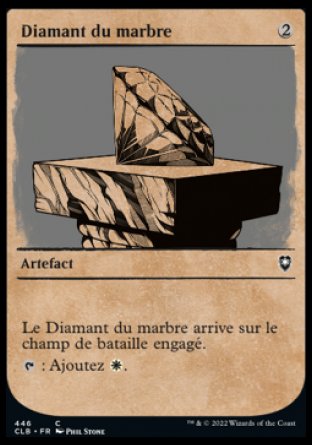 Diamant du marbre 2
Artefact
Le Diamant du marbre arrive sur le
champ de bataille engagé.
: Ajoutez .
446 C
CLB • FR Phil Stone
™ & © 2022 Wizards of the Coast